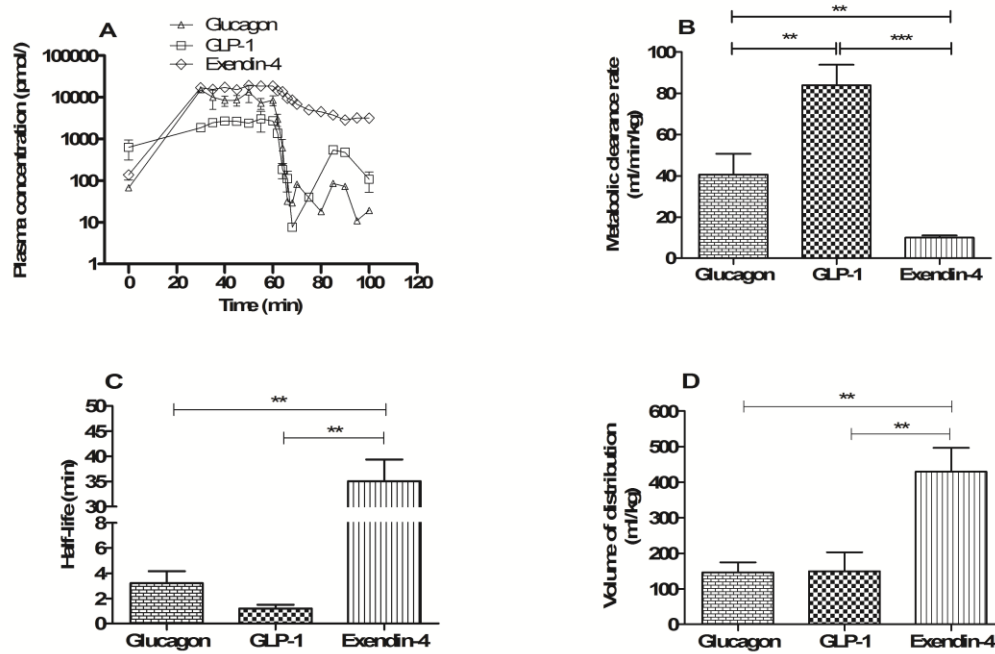 A
Glucagon
GLP-1
Exendin-4
Plasma concentration (pmol/)
100000
10000
1000
100
10
1
0 20 40 60 80 100 120
Time (min)
B
**
** ***
Metabolic clearance rate
(ml/min/kg)
100
80
60
40
20
0
Glucagon GLP-1 Exendin-4
C
**
**
Half-life (min)
50
45
40
35
30
8
6
4
2
0
Glucagon GLP-1 Exendin-4
D
**
**
Volume of distribution
(ml/kg)
600
500
400
300
200
100
0
Glucagon GLP-1 Exendin-4